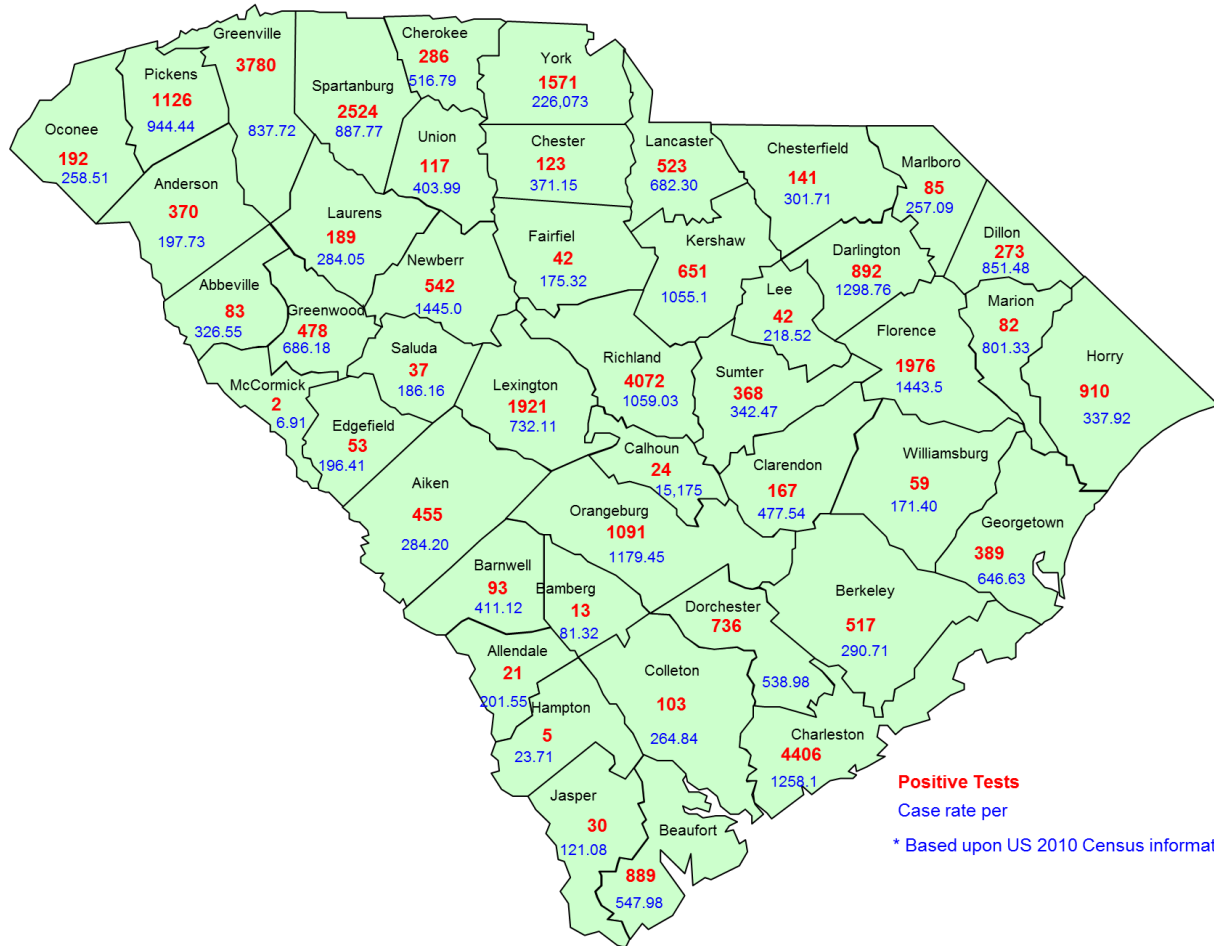 Greenville
3780
837.72
Cherokee
286
516.79
York
1571
226,073
Pickens
1126
944.44
Spartanburg
2524
887.77
Oconee
192
258.51
Union
117
403.99
Chester
123
371.15
Lancaster
523
682.30
Chesterfield
141
301.71
Marlboro
85
257.09
Anderson
370
197.73
Laurens
189
284.05
Newberr
542
1445.0
Fairfiel
42
175.32
Kershaw
651
1055.1
Darlington
892
1298.76
Dillon
273
851.48
Lee
42
218.52
Marion
82
801.33
Abbeville
83
326.55
Greenwood
478
686.18
Saluda
37
186.16
Florence
1976
1443.5
Horry
910
337.92
McCormick
2
6.91
Edgefield
53
196.41
Lexington
1921
732.11
Richland
4072
1059.03
Sumter
368
342.47
Calhoun
24
15,175
Clarendon
167
477.54
Williamsburg
59
171.40
Aiken
455
284.20
Orangeburg
1091
1179.45
Georgetown
389
646.63
Barnwell
93
411.12
Bamberg
13
81.32
Dorchester
736
538.98
Berkeley
517
290.71
Allendale
21
201.55
Hampton
5
23.71
Colleton
103
264.84
Charleston
4406
1258.1
Jasper
30
121.08
Beaufort
889
547.98
Positive Tests
Case rate per
* Based upon US 2010 Census informat